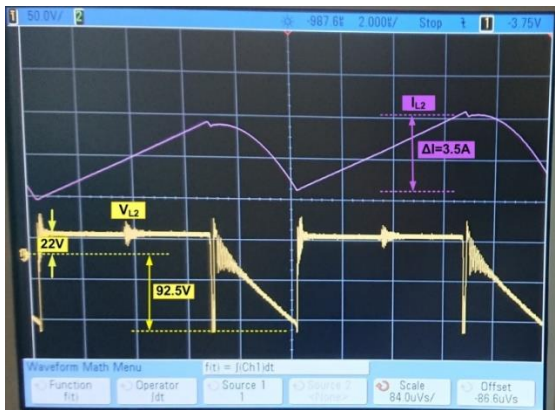 1 50.0V/ 2 -987.6% 2.000%/ Stop 1 -3.75V
IL2
ΔI=3.5A
VL2
22V
92.5V
Waveform Math Menu f(t) = ∫(Ch1)dt
Function Operator Source 1 Source 2 Scale Offset
f(t) ∫dt 1 84.0uVs/ -86.6uVs